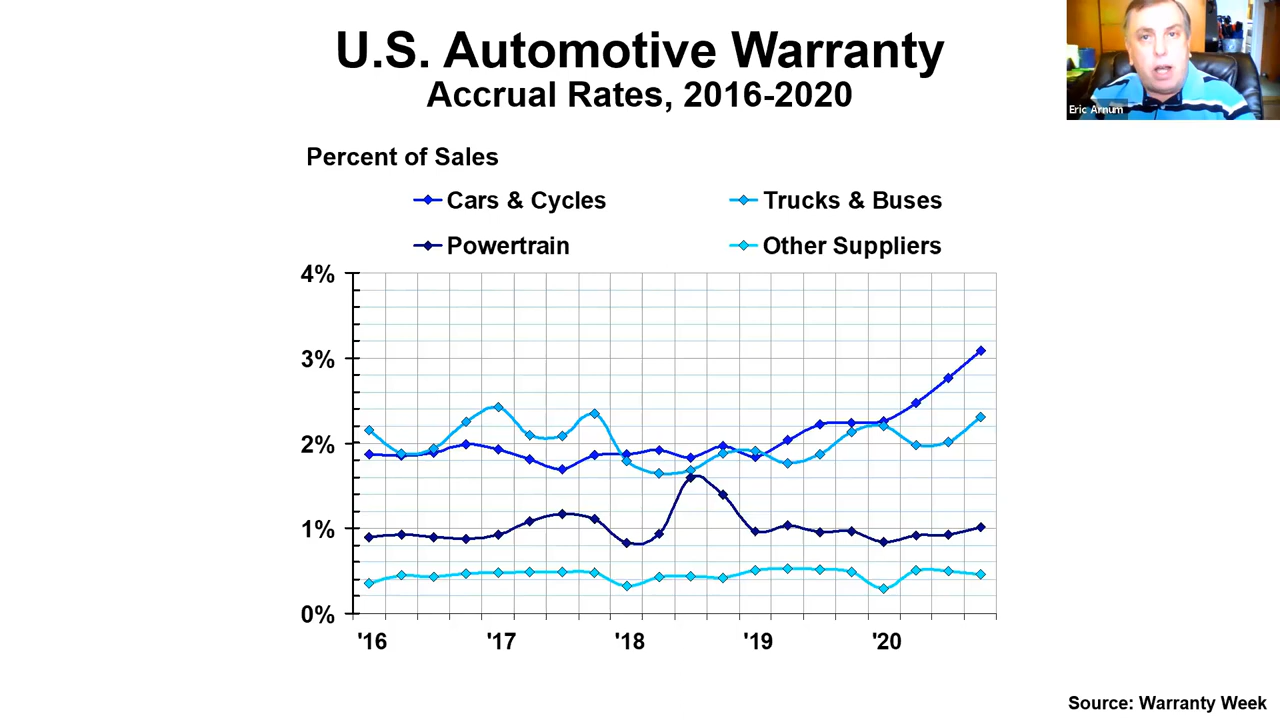 U.S. Automotive Warranty
Accrual Rates, 2016-2020
Eric Arnum
Percent of Sales
Cars & Cycles
Trucks & Buses
Powertrain
Other Suppliers
4%
3%
2%
1%
0%
'16 '17 '18 '19 '20
Source: Warranty Week